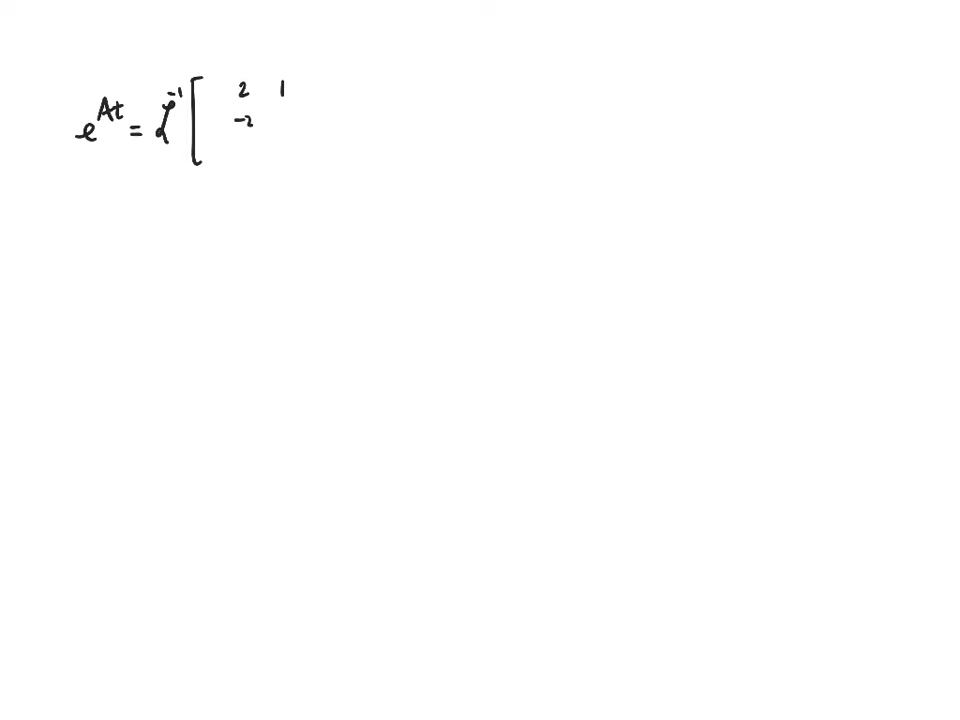 e^{At} = ℒ^{-1} [ 2 1
-2